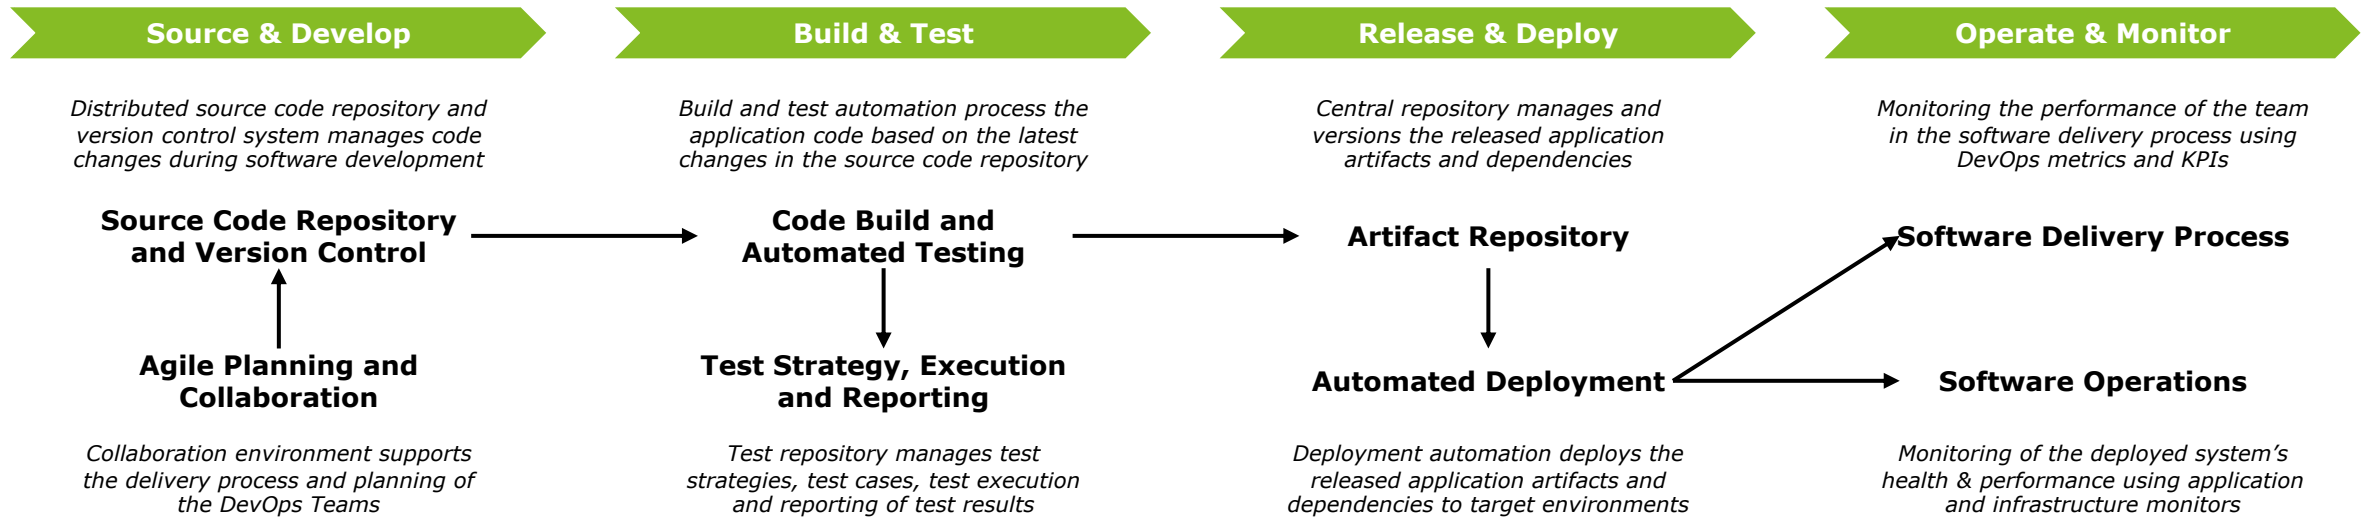 Source & Develop
Build & Test
Release & Deploy
Operate & Monitor
Distributed source code repository and
version control system manages code
changes during software development
Build and test automation process the
application code based on the latest
changes in the source code repository
Central repository manages and
versions the released application
artifacts and dependencies
Monitoring the performance of the team
in the software delivery process using
DevOps metrics and KPIs
Source Code Repository
and Version Control
Code Build and
Automated Testing
Artifact Repository
Software Delivery Process
Agile Planning and
Collaboration
Test Strategy, Execution
and Reporting
Automated Deployment
Software Operations
Collaboration environment supports
the delivery process and planning of
the DevOps Teams
Test repository manages test
strategies, test cases, test execution
and reporting of test results
Deployment automation deploys the
released application artifacts and
dependencies to target environments
Monitoring of the deployed system’s
health & performance using application
and infrastructure monitors